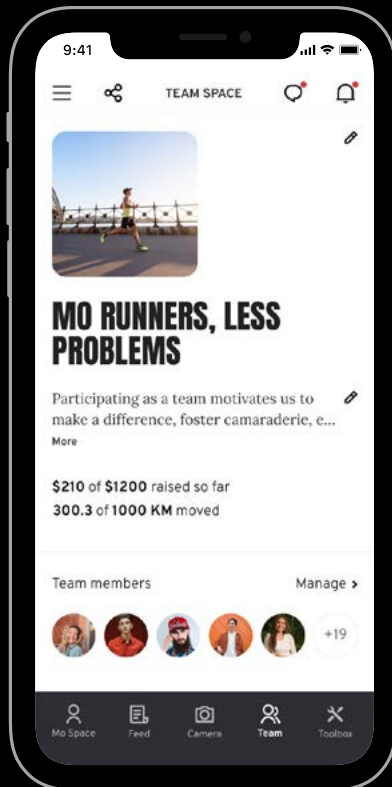 9:41
TEAM SPACE
MO RUNNERS, LESS
PROBLEMS
Participating as a team motivates us to
make a difference, foster camaraderie, e...
More
$210 of $1200 raised so far
300.3 of 1000 KM moved
Team members Manage >
+19
Mo Space Feed Camera Team Toolbox